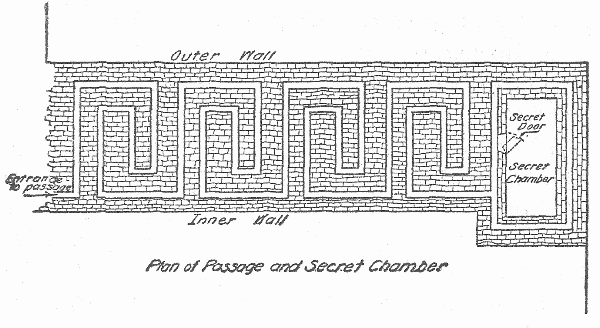 Outer Wall
Secret
Door
Secret
Chamber
Entrance
To passage
Inner Wall
Plan of Passage and Secret Chamber